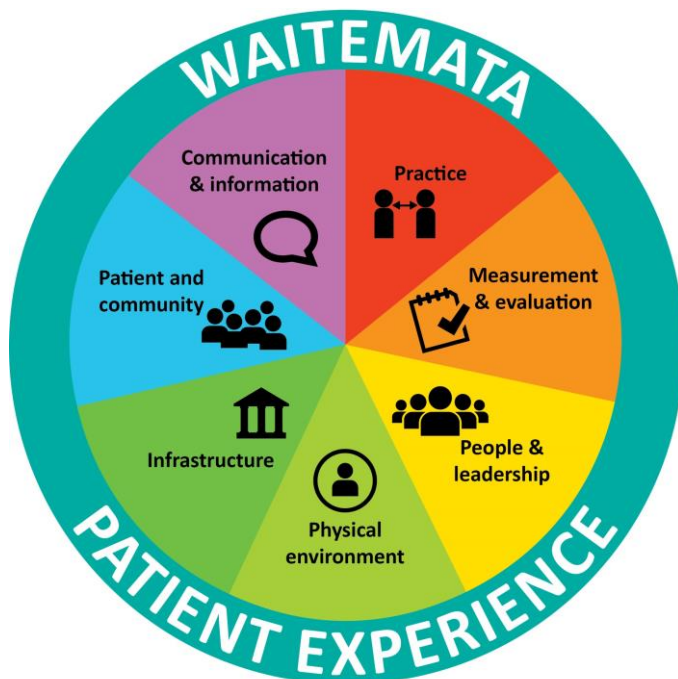 WAITEMATA
Practice
Measurement
& evaluation
People &
leadership
Physical
environment
Infrastructure
Patient and
community
Communication
& information
PATIENT EXPERIENCE